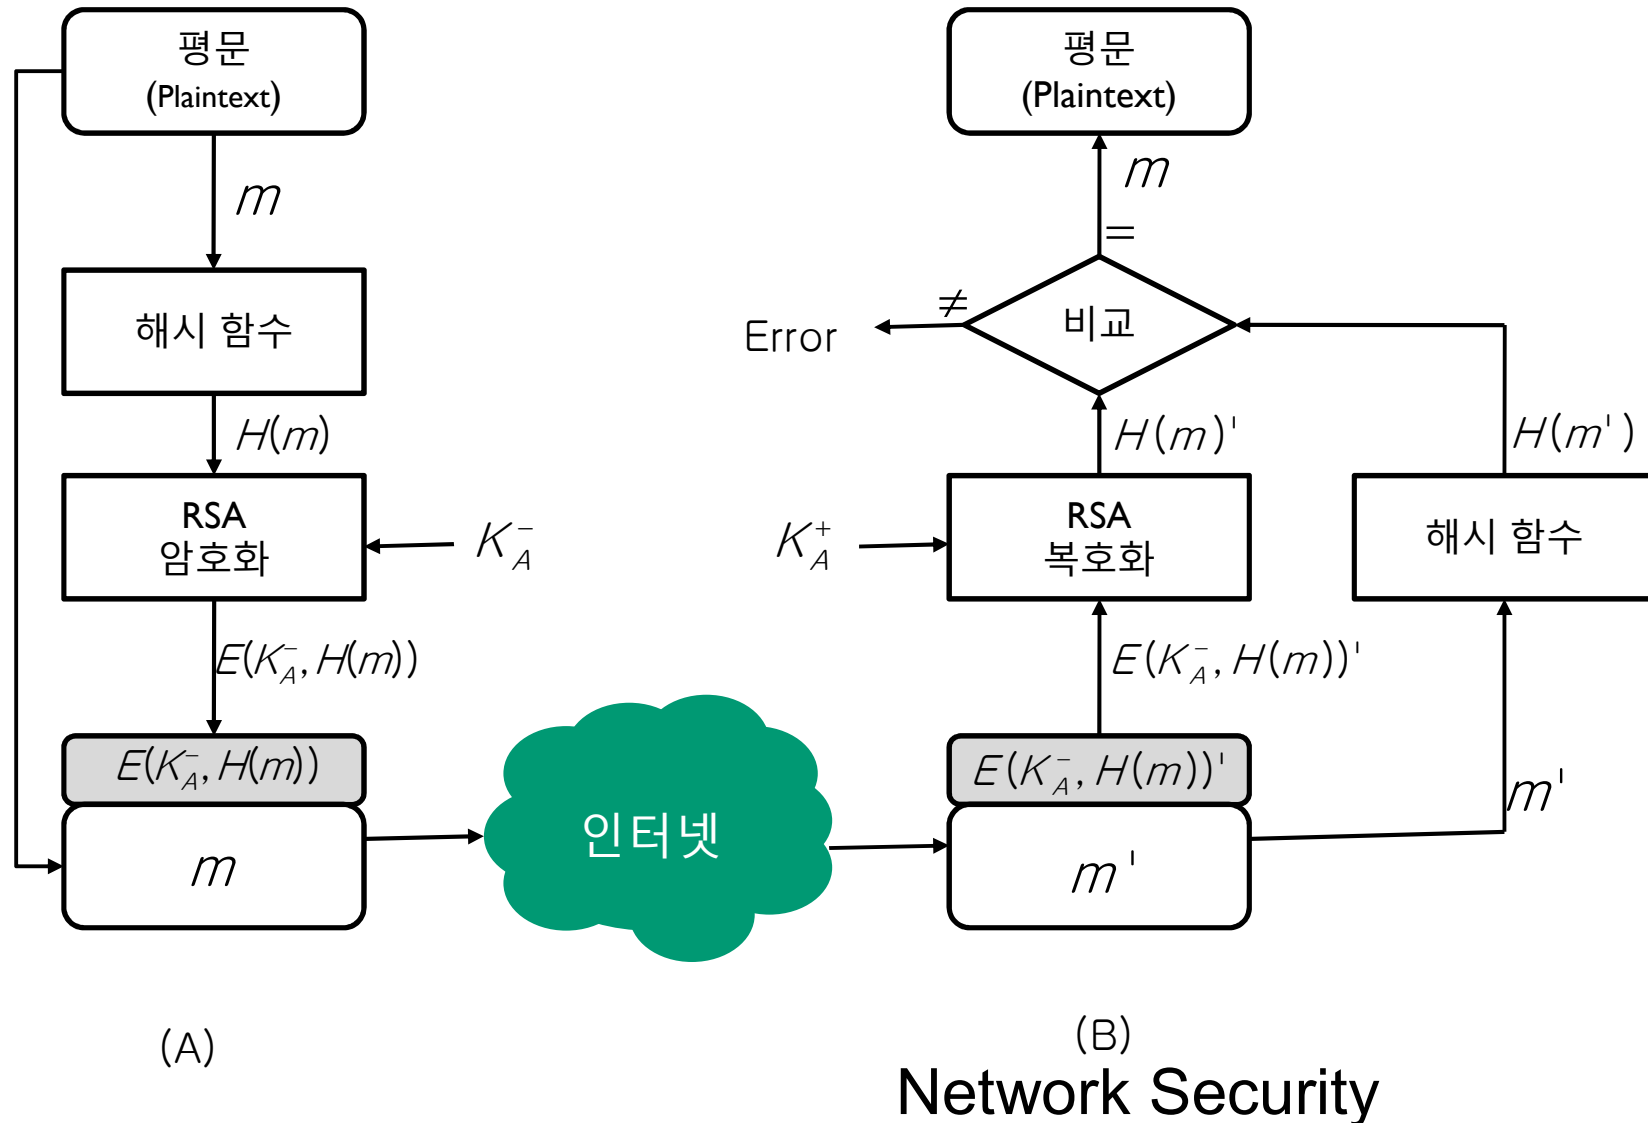 평문
(Plaintext)
m
해시 함수
H(m)
RSA
암호화
K_A^-
E(K_A^-, H(m))
E(K_A^-, H(m))
m
(A)
인터넷
평문
(Plaintext)
m
=
≠
비교
Error
H(m)'
H(m')
RSA
복호화
K_A^+
해시 함수
E(K_A^-, H(m))'
E(K_A^-, H(m))'
m'
m'
(B)
Network Security